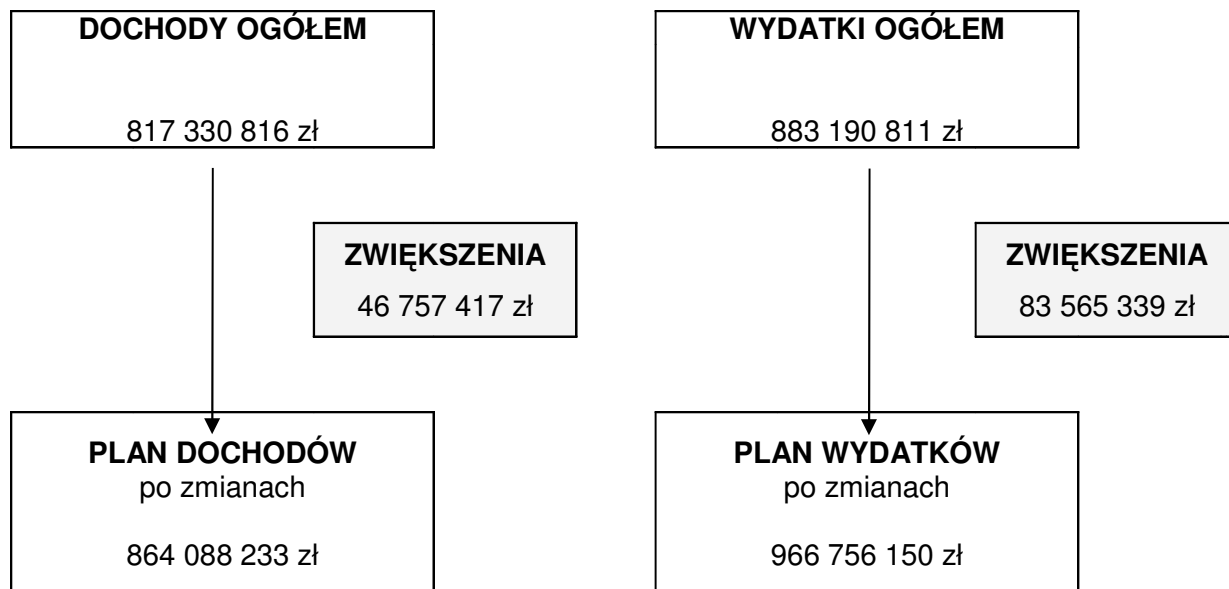 DOCHODY OGÓŁEM
817 330 816 zł
WYDATKI OGÓŁEM
883 190 811 zł
ZWIĘKSZENIA
46 757 417 zł
ZWIĘKSZENIA
83 565 339 zł
PLAN DOCHODÓW
po zmianach
864 088 233 zł
PLAN WYDATKÓW
po zmianach
966 756 150 zł